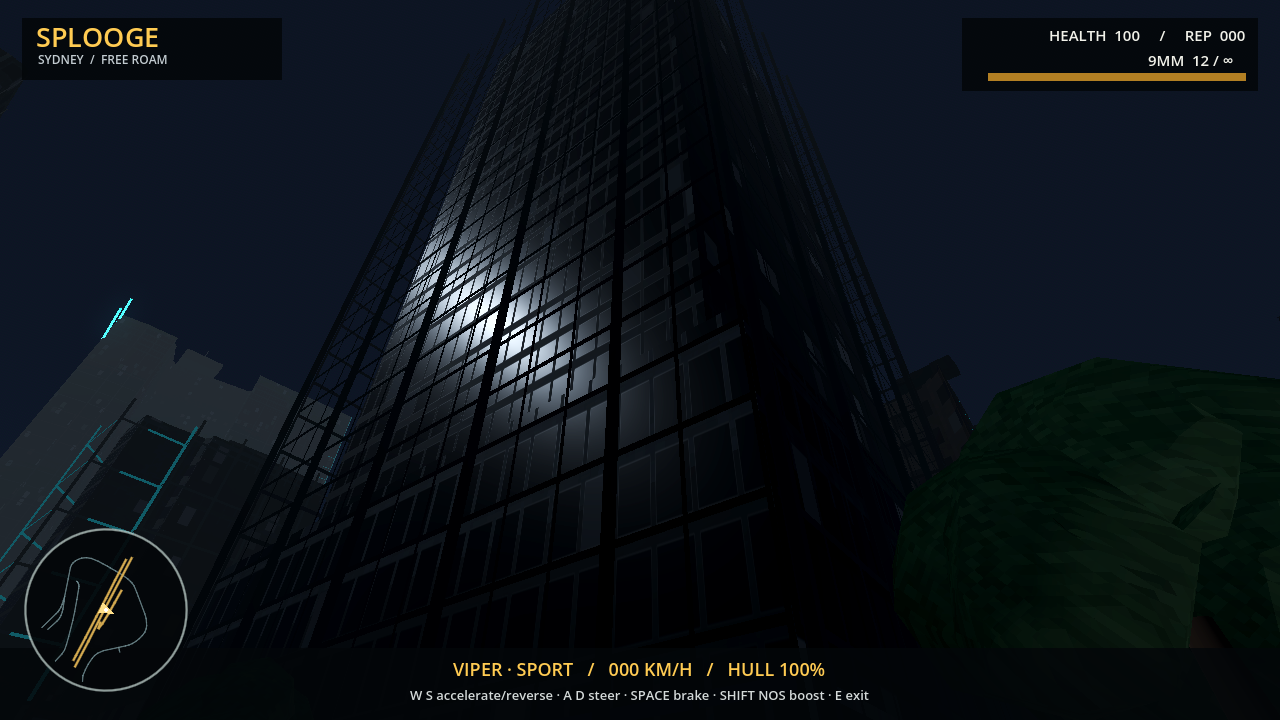 SPLOOGE
SYDNEY / FREE ROAM
HEALTH 100 / REP 000
9MM 12 / ∞
VIPER · SPORT / 000 KM/H / HULL 100%
W S accelerate/reverse · A D steer · SPACE brake · SHIFT NOS boost · E exit